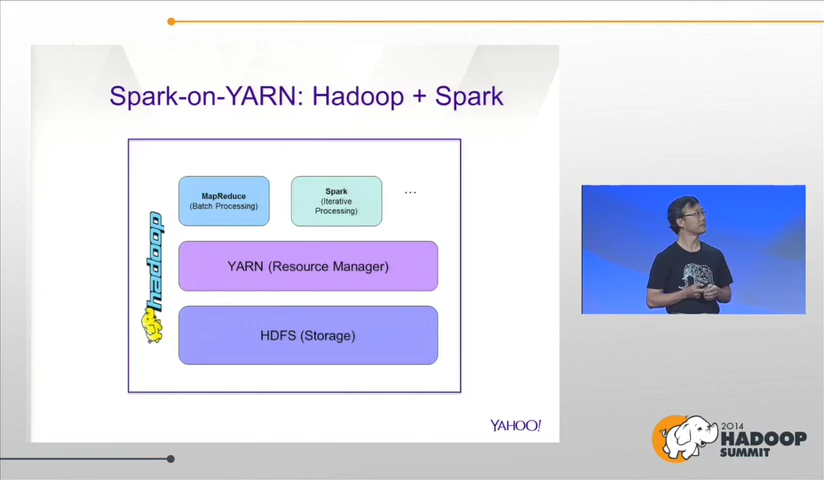 Spark-on-YARN: Hadoop + Spark
MapReduce
(Batch Processing)
Spark
(Iterative
Processing)
...
hadoop
YARN (Resource Manager)
HDFS (Storage)
YAHOO!
2014
HADOOP
SUMMIT